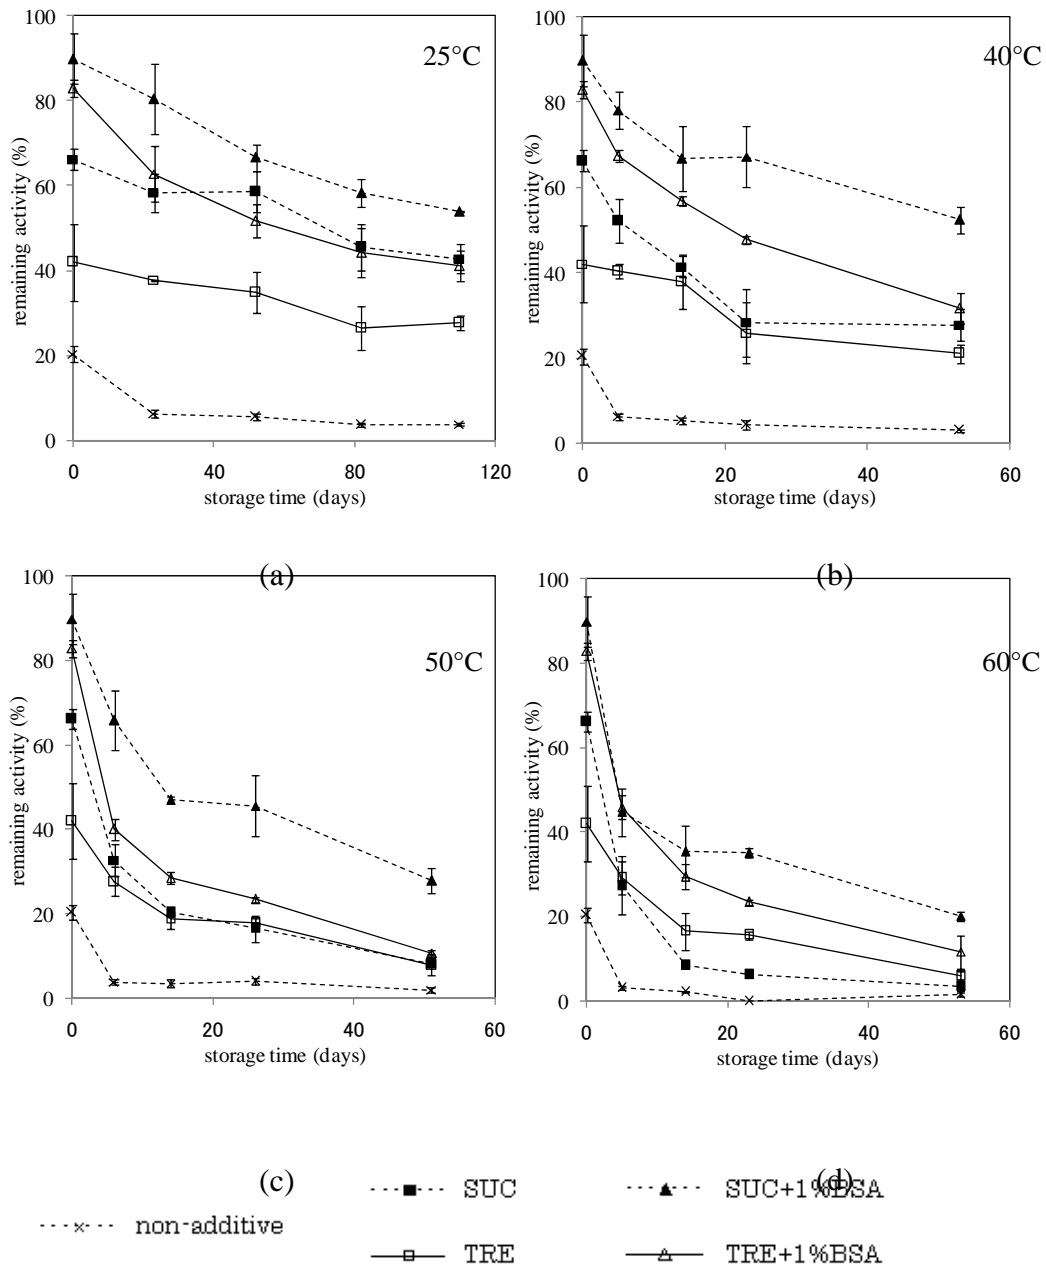 100
80
60
40
20
0
remaining activity (%)
25°C
0 40 80 120
storage time (days)
(a)
100
80
60
40
20
0
remaining activity (%)
40°C
0 20 40 60
storage time (days)
(b)
100
80
60
40
20
0
remaining activity (%)
50°C
0 20 40 60
storage time (days)
(c)
100
80
60
40
20
0
remaining activity (%)
60°C
0 20 40 60
storage time (days)
(d)
SUC
SUC+1%BSA
non-additive
TRE
TRE+1%BSA